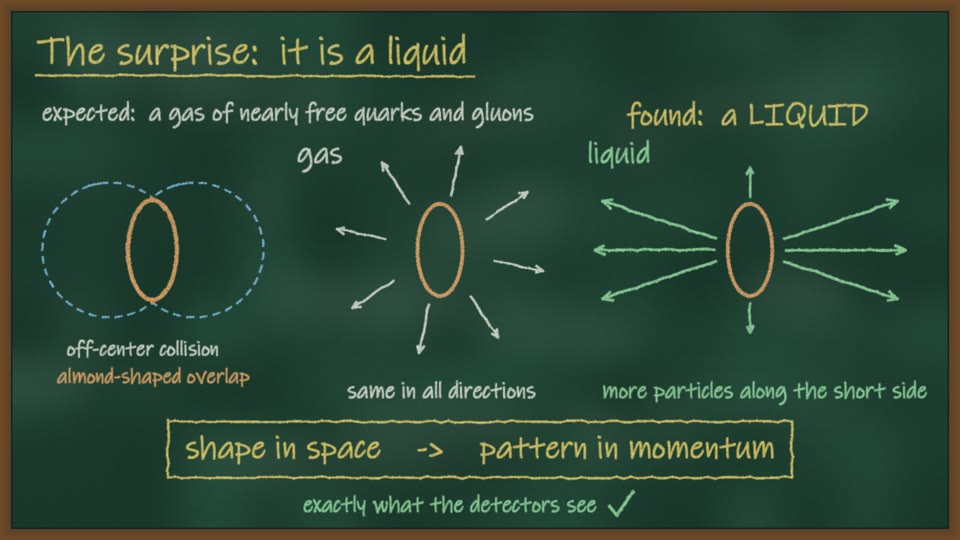 The surprise: it is a liquid
expected: a gas of nearly free quarks and gluons
found: a LIQUID
gas
liquid
off-center collision
almond-shaped overlap
same in all directions
more particles along the short side
shape in space -> pattern in momentum
exactly what the detectors see ✓